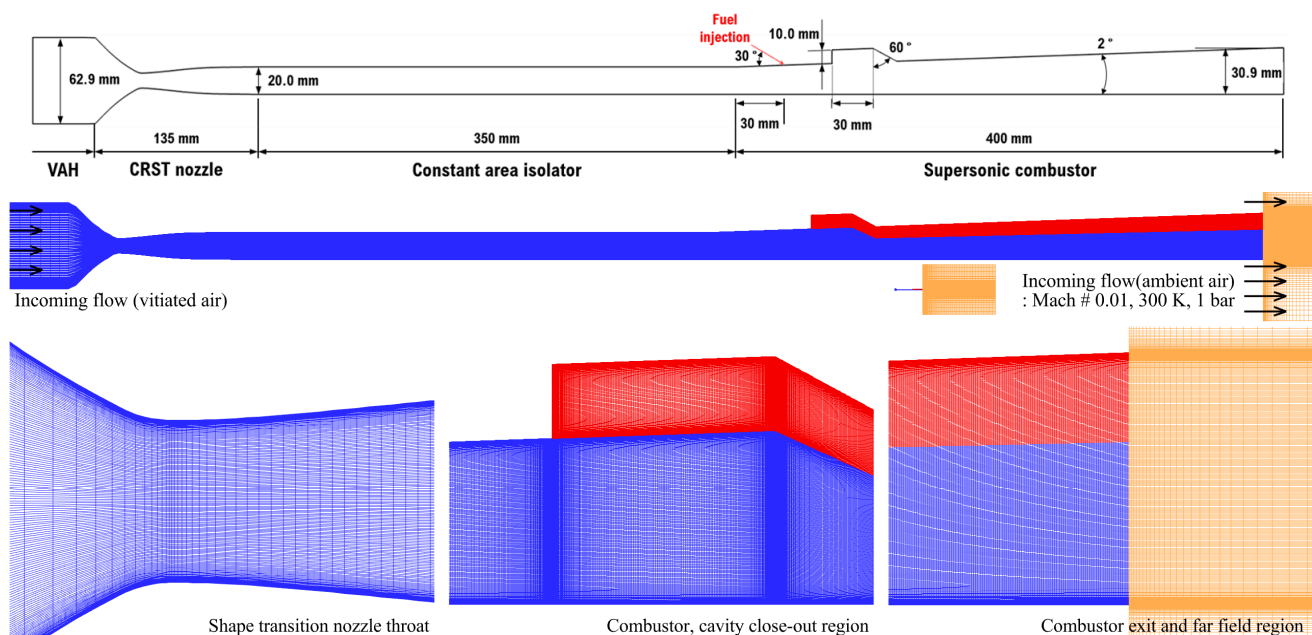 Fuel
injection
10.0 mm
30 °
60 °
2 °
62.9 mm
20.0 mm
30.9 mm
30 mm
30 mm
135 mm
350 mm
400 mm
VAH
CRST nozzle
Constant area isolator
Supersonic combustor
Incoming flow (vitiated air)
Incoming flow(ambient air)
: Mach # 0.01, 300 K, 1 bar
Shape transition nozzle throat
Combustor, cavity close-out region
Combustor exit and far field region